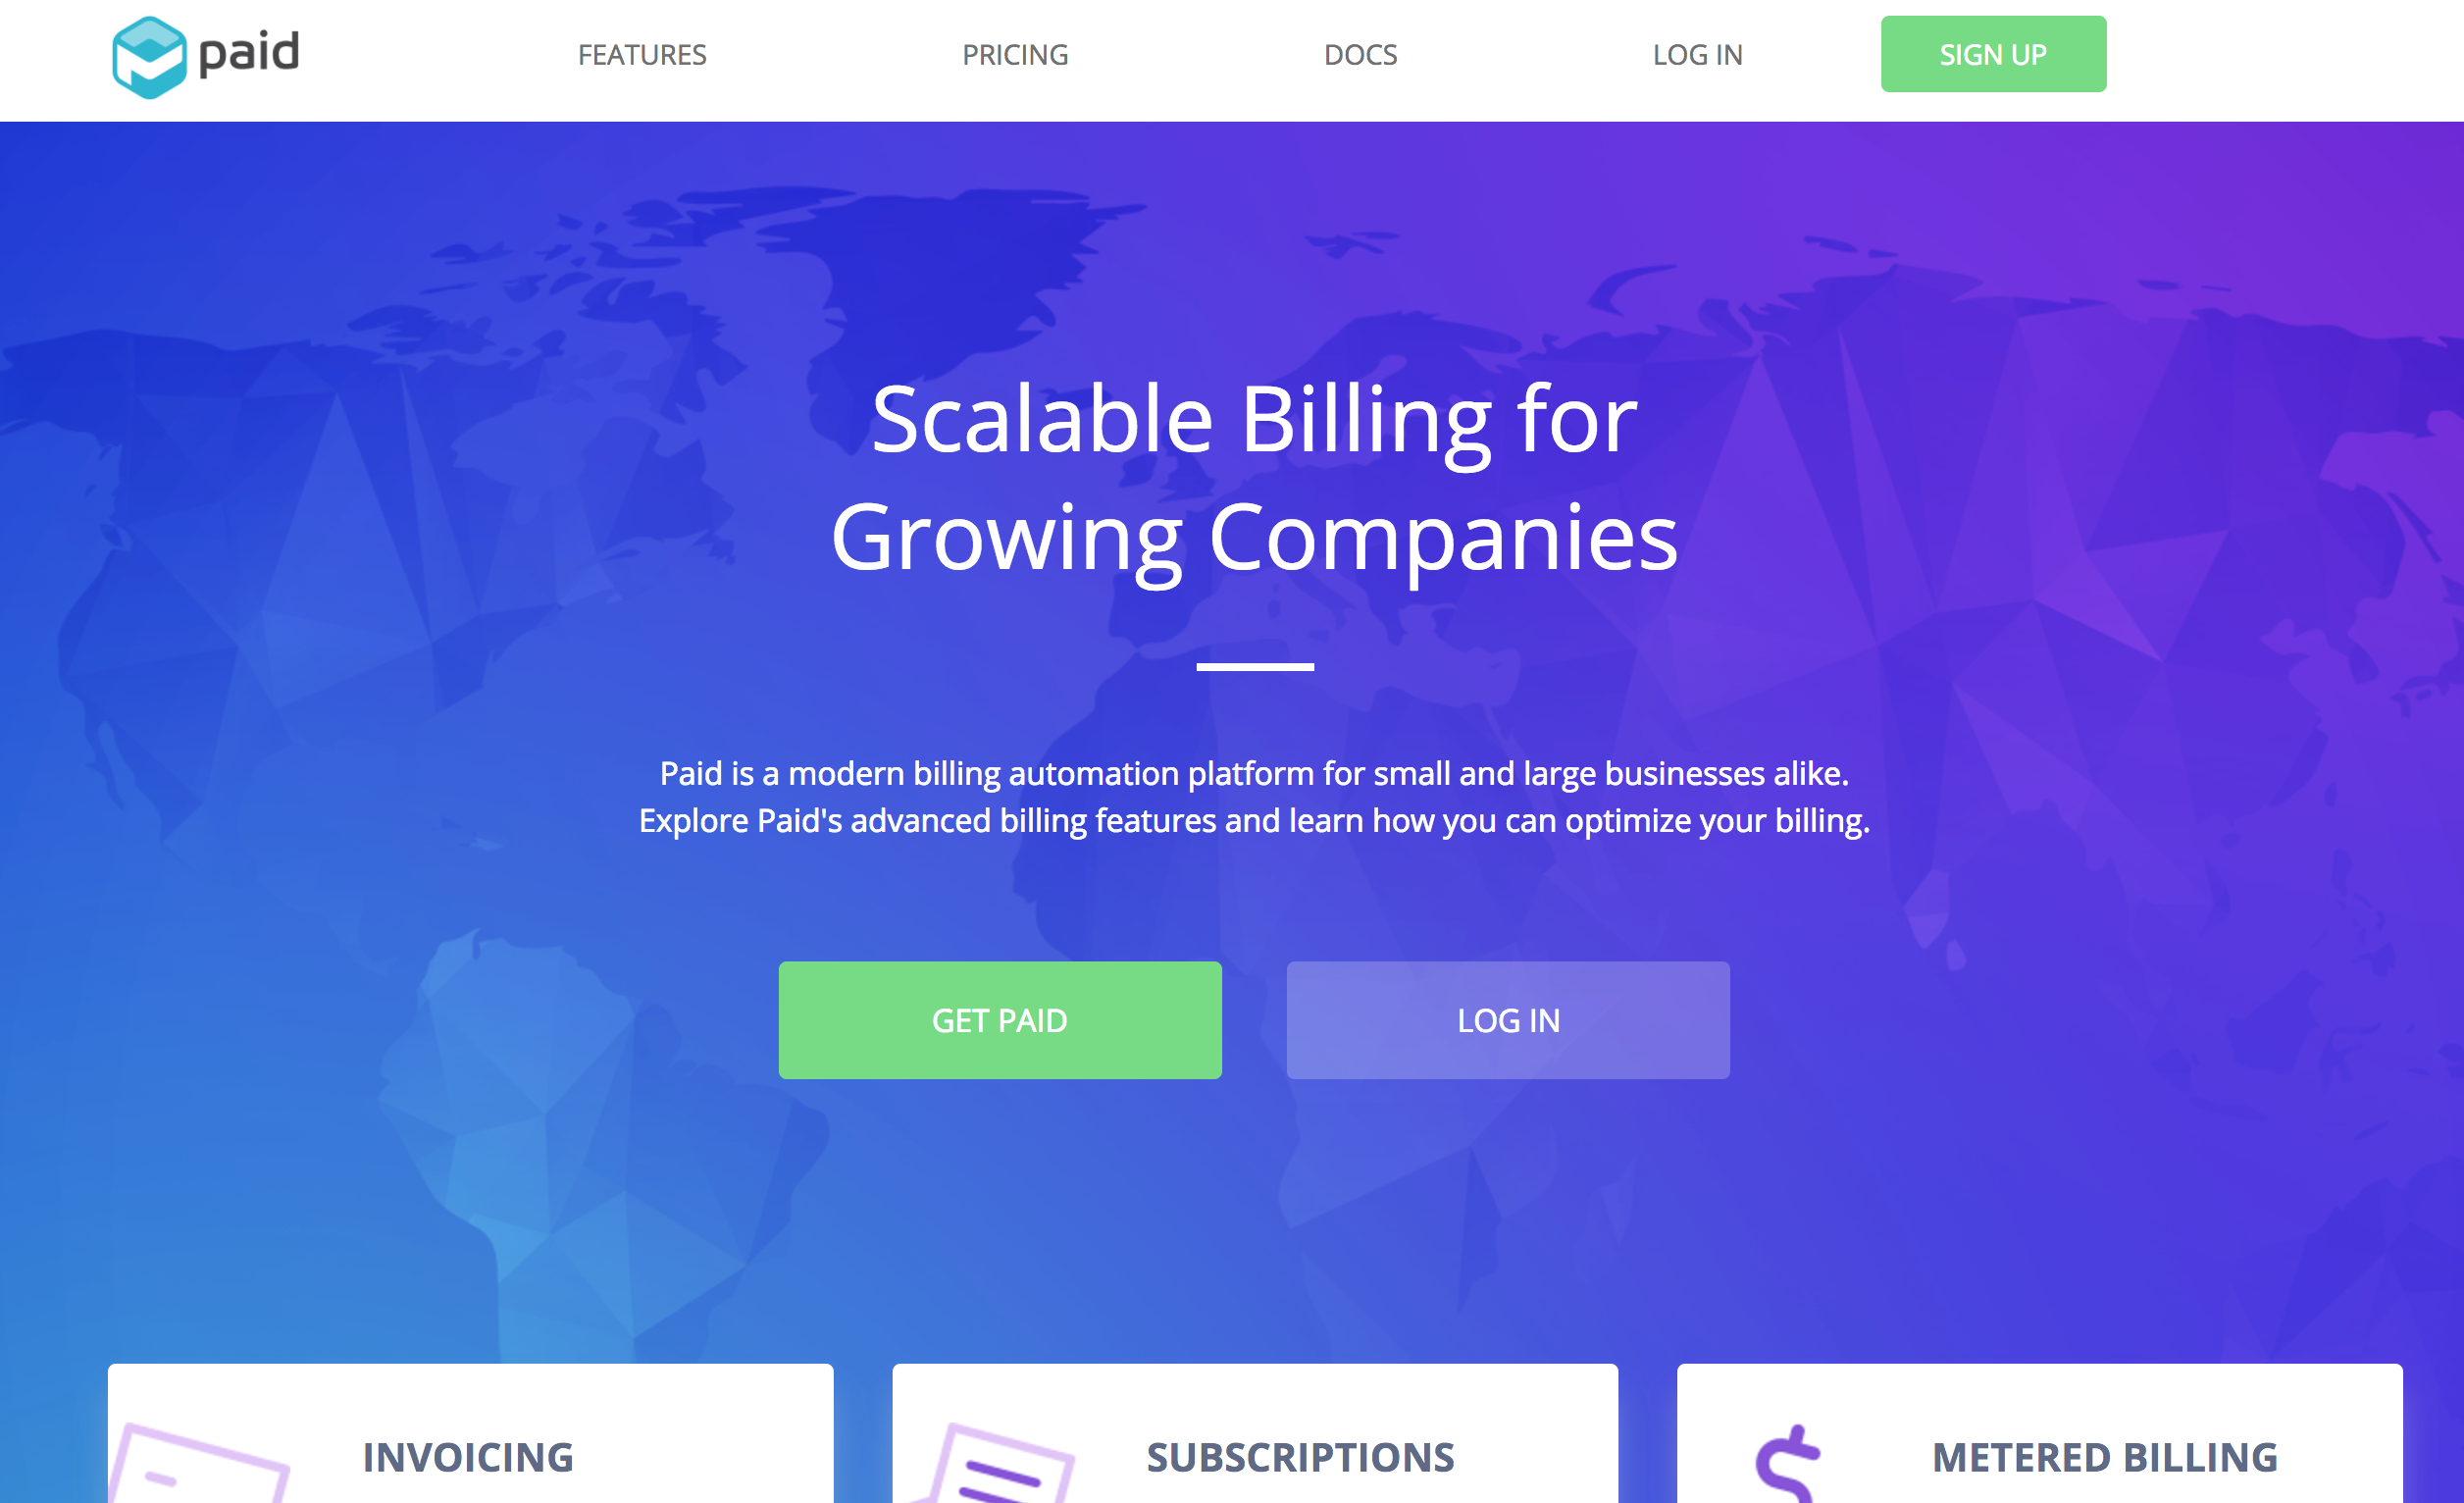 paid
FEATURES
PRICING
DOCS
LOG IN
SIGN UP
Scalable Billing for
Growing Companies
Paid is a modern billing automation platform for small and large businesses alike.
Explore Paid's advanced billing features and learn how you can optimize your billing.
GET PAID
LOG IN
INVOICING
SUBSCRIPTIONS
METERED BILLING